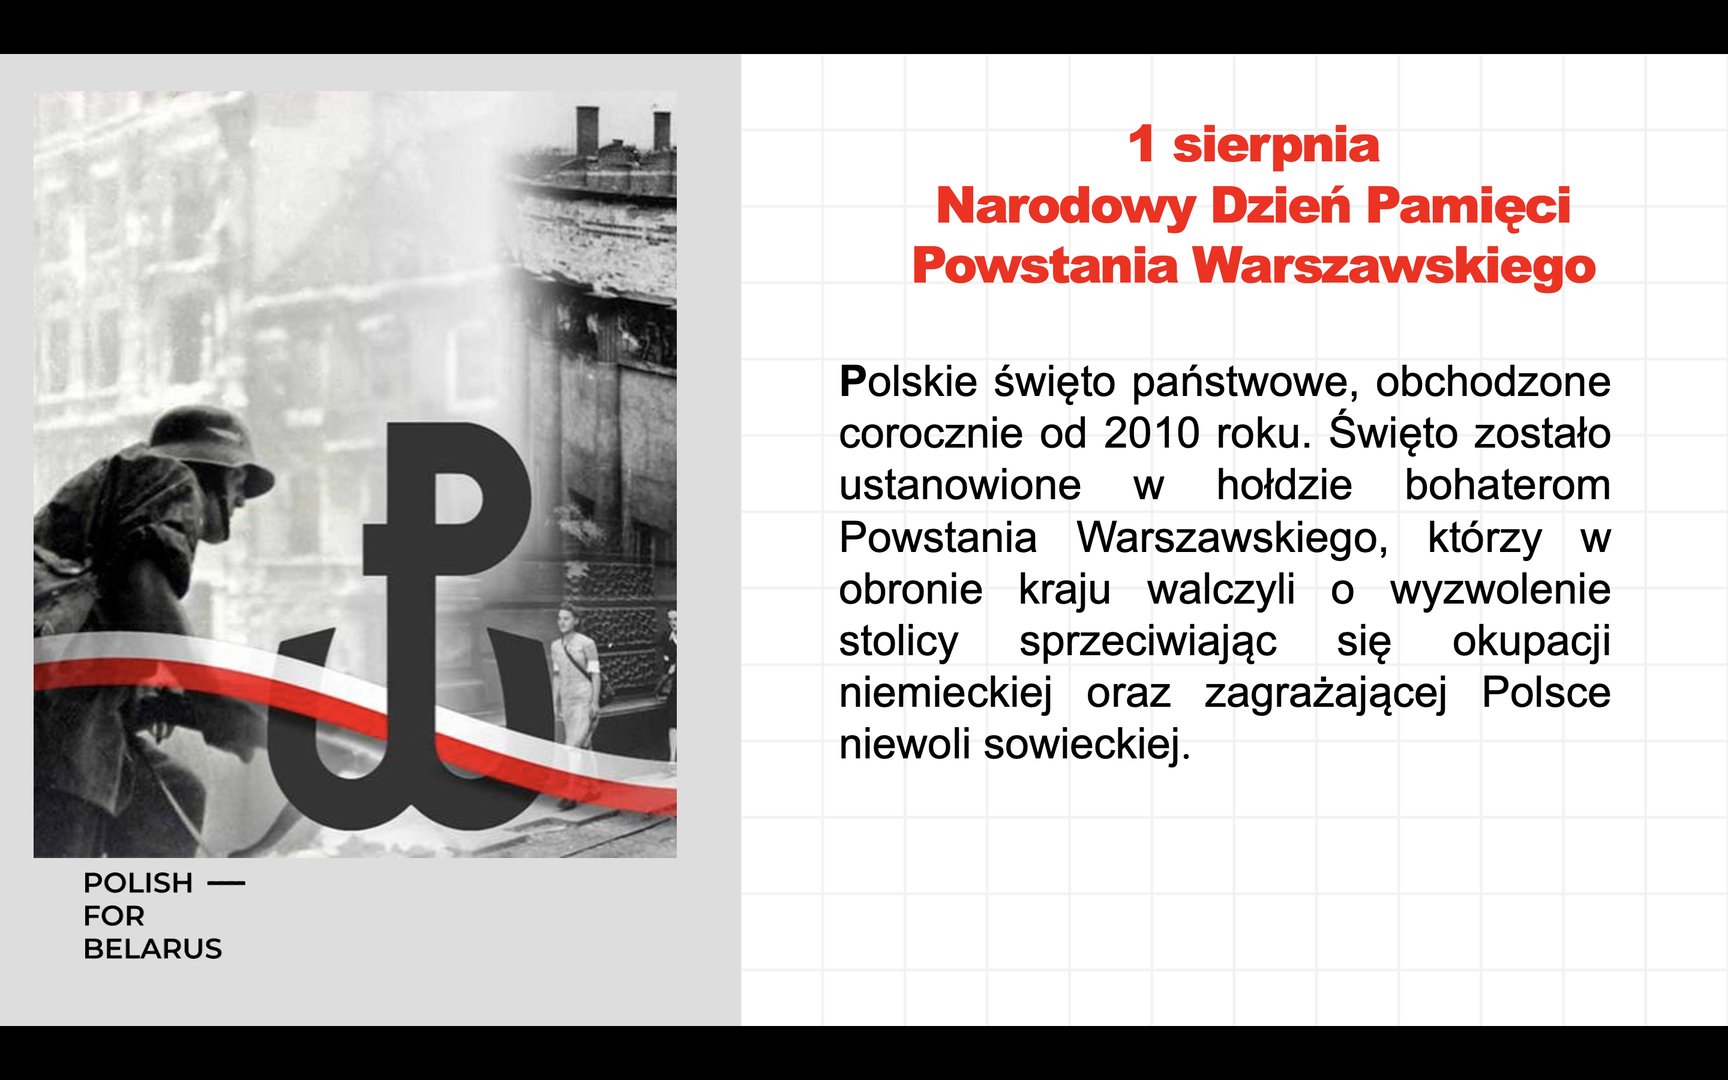 1 sierpnia
Narodowy Dzień Pamięci
Powstania Warszawskiego
Polskie święto państwowe, obchodzone
corocznie od 2010 roku. Święto zostało
ustanowione w hołdzie bohaterom
Powstania Warszawskiego, którzy w
obronie kraju walczyli o wyzwolenie
stolicy sprzeciwiając się okupacji
niemieckiej oraz zagrażającej Polsce
niewoli sowieckiej.
POLISH —
FOR
BELARUS